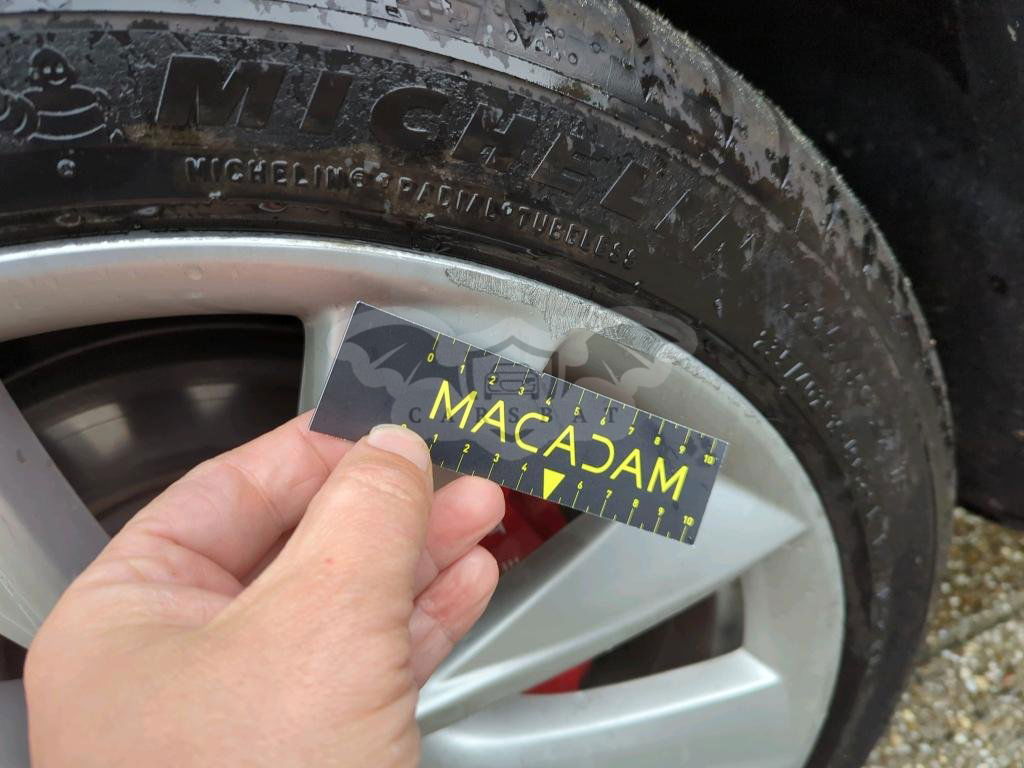 MICHELIN
MICHELIN® • RADIAL • TUBELESS
0 1 2 3 4 5 6 7 8 9 10
MACADAM
CARSBAT
0 1 2 3 4 6 7 8 9 10